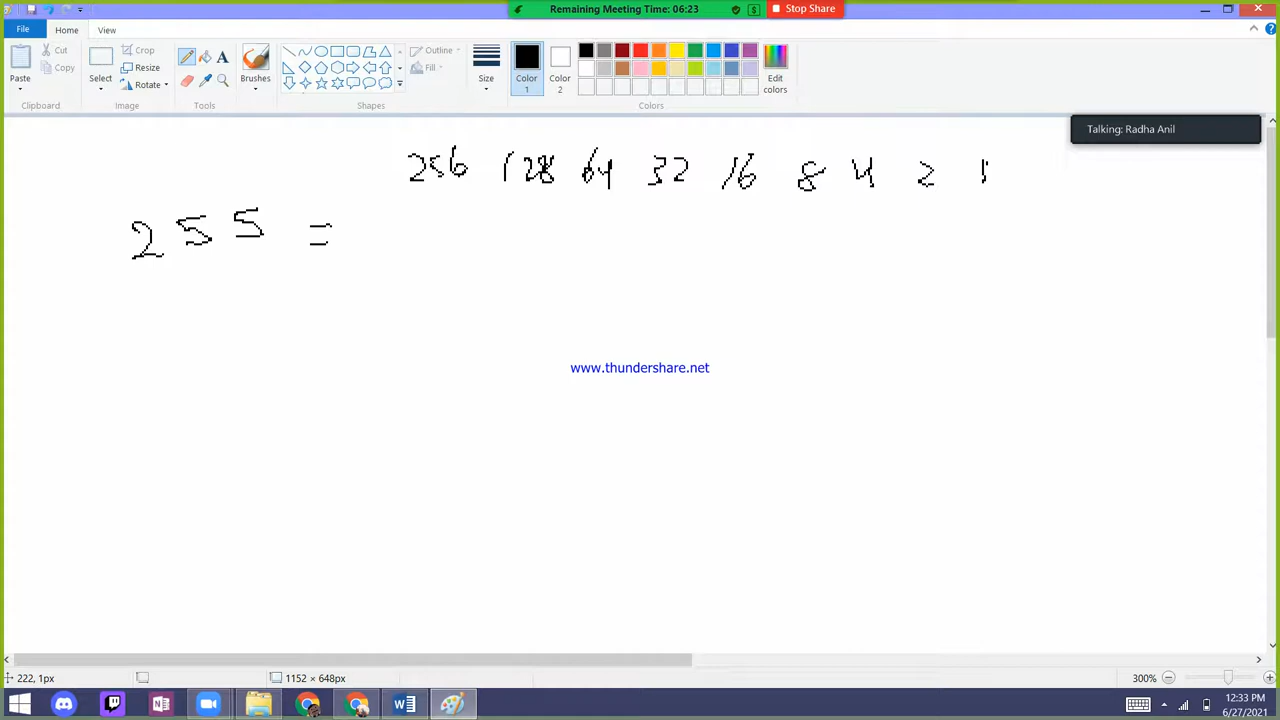 Remaining Meeting Time: 06:23 Stop Share
File Home View
Paste Cut Copy Clipboard
Select Crop Resize Rotate Image
Tools
Brushes
Shapes Outline Fill
Size
Color 1 Color 2 Colors
Edit colors
Talking: Radha Anil
256 128 64 32 16 8 4 2 1
255 =
www.thundershare.net
222, 1px 1152 × 648px 300%
12:33 PM
6/27/2021